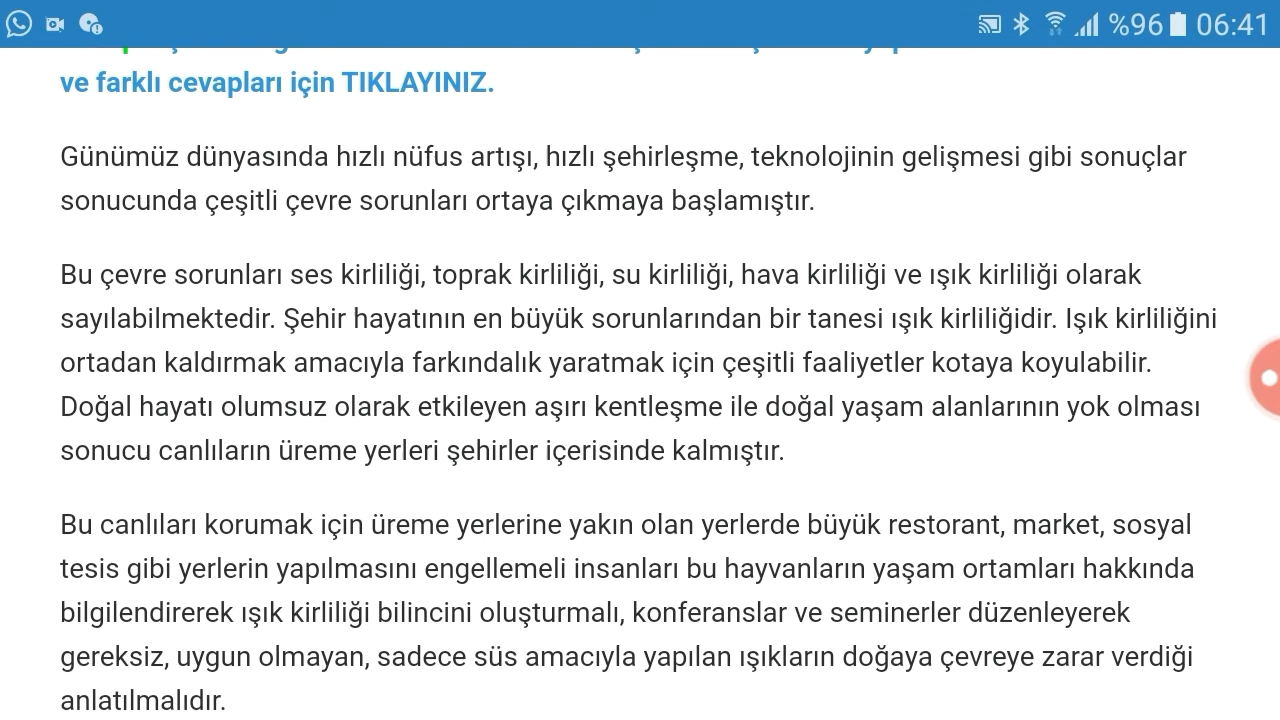 %96 06:41
ve farklı cevapları için TIKLAYINIZ.
Günümüz dünyasında hızlı nüfus artışı, hızlı şehirleşme, teknolojinin gelişmesi gibi sonuçlar
sonucunda çeşitli çevre sorunları ortaya çıkmaya başlamıştır.
Bu çevre sorunları ses kirliliği, toprak kirliliği, su kirliliği, hava kirliliği ve ışık kirliliği olarak
sayılabilmektedir. Şehir hayatının en büyük sorunlarından bir tanesi ışık kirliliğidir. Işık kirliliğini
ortadan kaldırmak amacıyla farkındalık yaratmak için çeşitli faaliyetler kotaya koyulabilir.
Doğal hayatı olumsuz olarak etkileyen aşırı kentleşme ile doğal yaşam alanlarının yok olması
sonucu canlıların üreme yerleri şehirler içerisinde kalmıştır.
Bu canlıları korumak için üreme yerlerine yakın olan yerlerde büyük restorant, market, sosyal
tesis gibi yerlerin yapılmasını engellemeli insanları bu hayvanların yaşam ortamları hakkında
bilgilendirerek ışık kirliliği bilincini oluşturmalı, konferanslar ve seminerler düzenleyerek
gereksiz, uygun olmayan, sadece süs amacıyla yapılan ışıkların doğaya çevreye zarar verdiği
anlatılmalıdır.